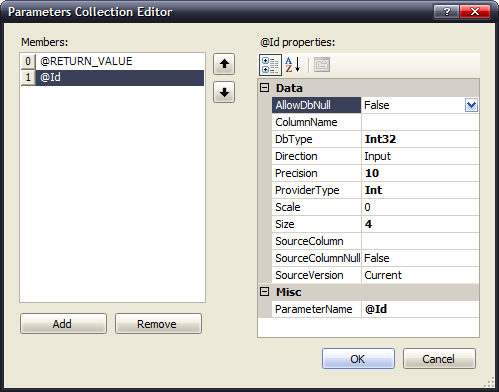 Parameters Collection Editor
Members:
0 @RETURN_VALUE
1 @Id
Add
Remove
@Id properties:
Data
AllowDbNull False
ColumnName
DbType Int32
Direction Input
Precision 10
ProviderType Int
Scale 0
Size 4
SourceColumn
SourceColumnNull False
SourceVersion Current
Misc
ParameterName @Id
OK
Cancel